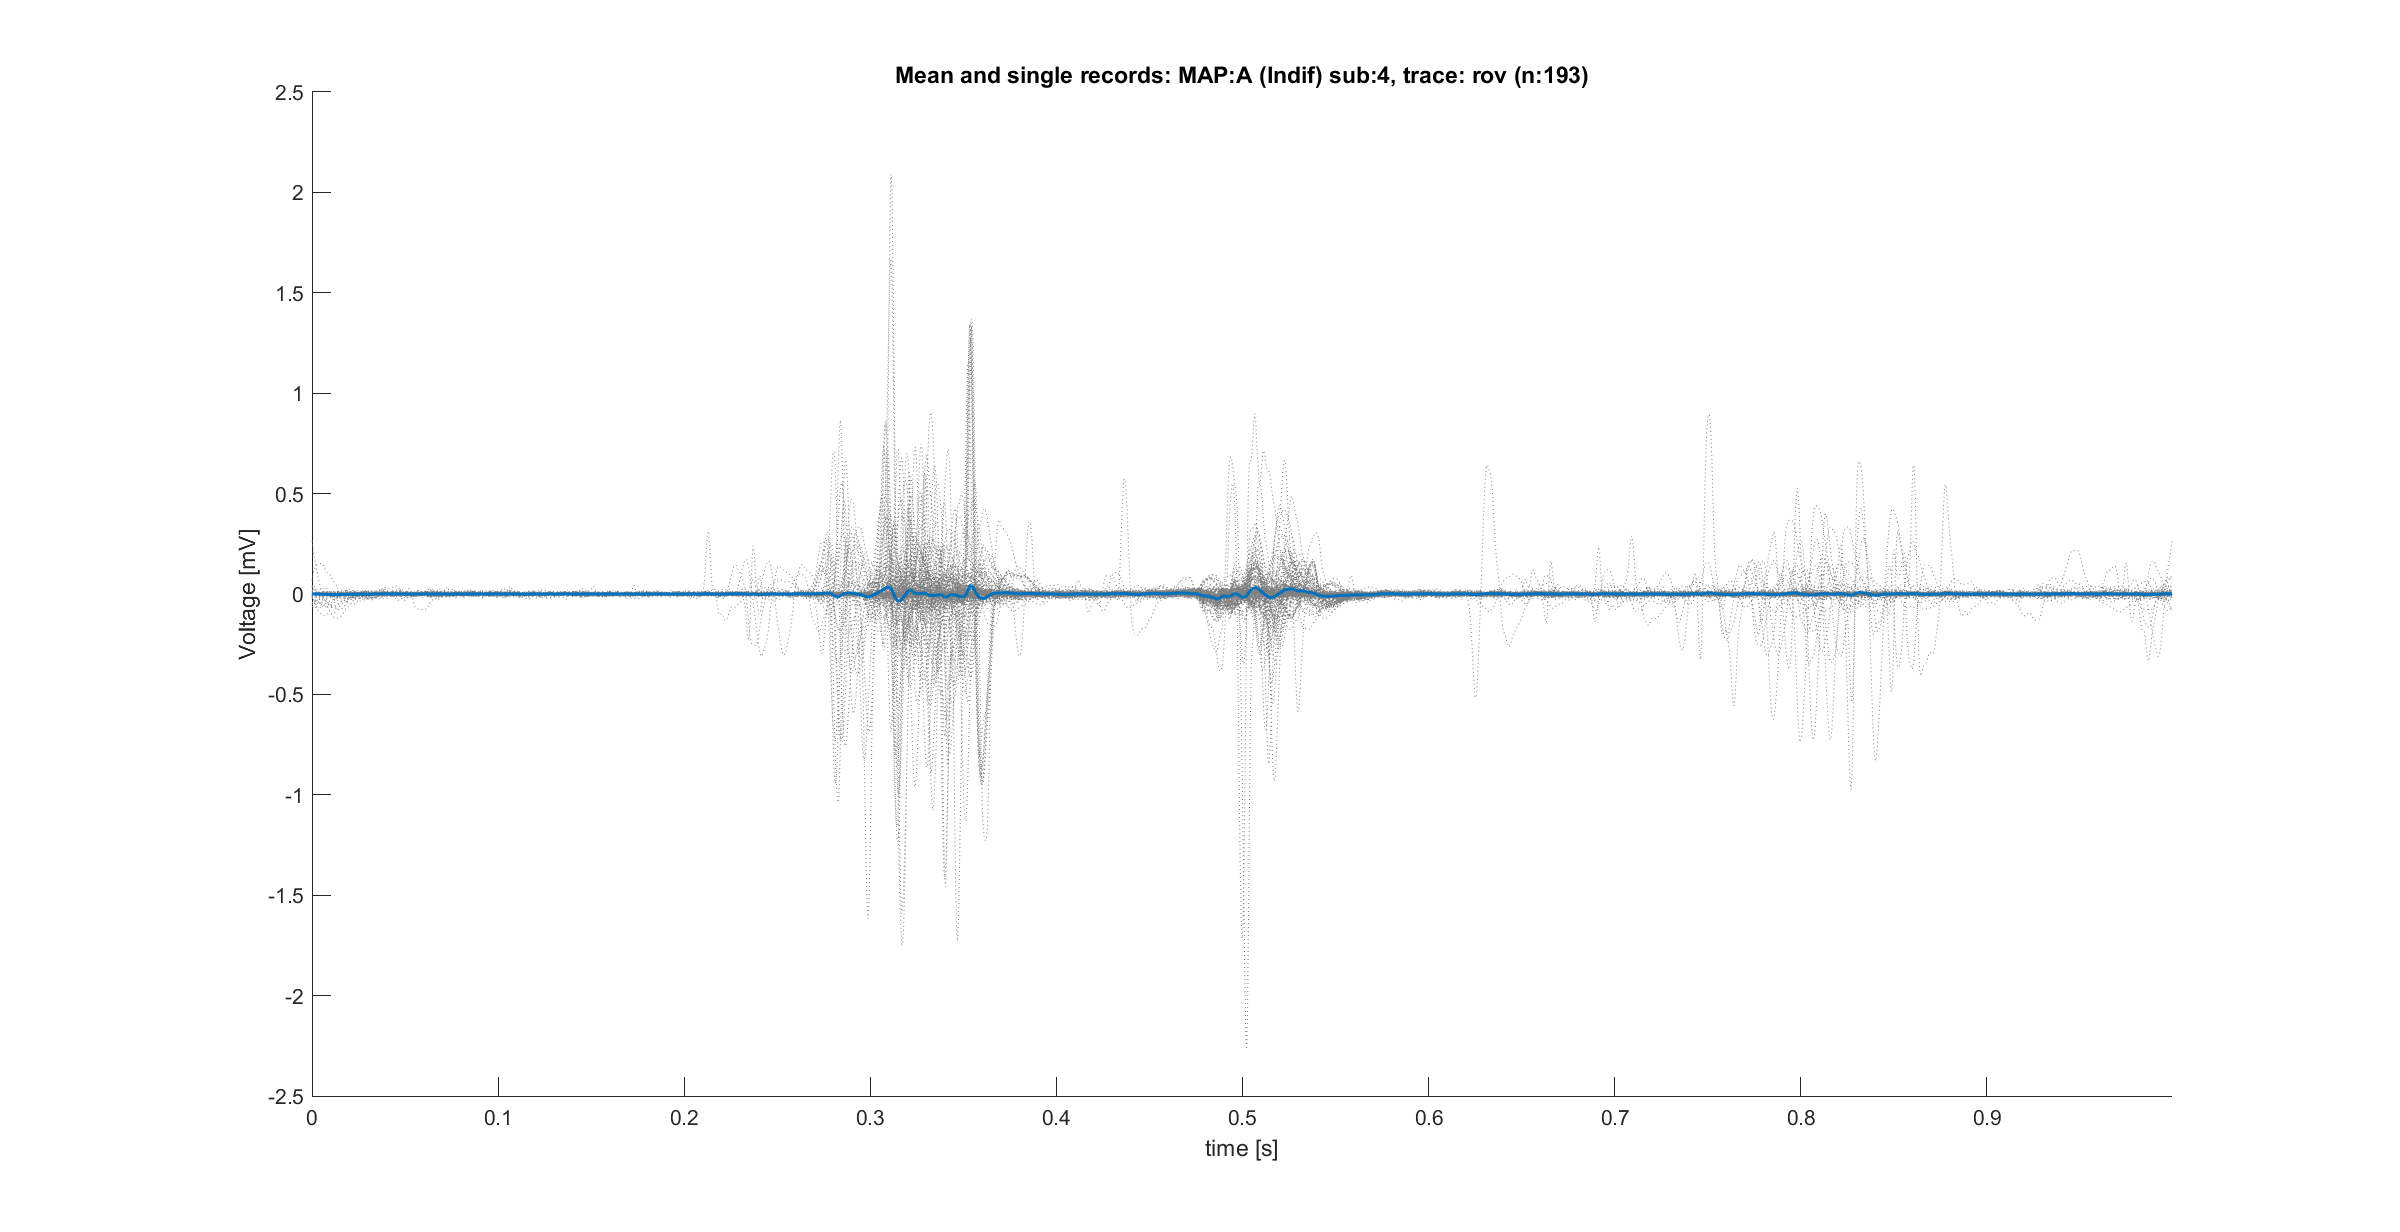 Mean and single records: MAP:A (Indif) sub:4, trace: rov (n:193)
2.5
2
1.5
1
0.5
0
-0.5
-1
-1.5
-2
-2.5
Voltage [mV]
0 0.1 0.2 0.3 0.4 0.5 0.6 0.7 0.8 0.9
time [s]